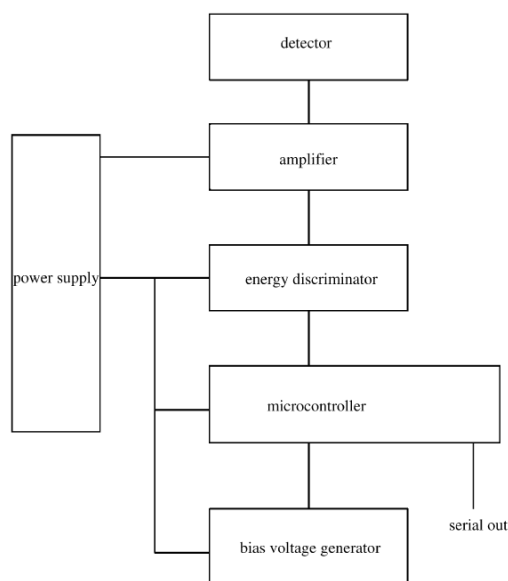 detector
amplifier
power supply
energy discriminator
microcontroller
serial out
bias voltage generator